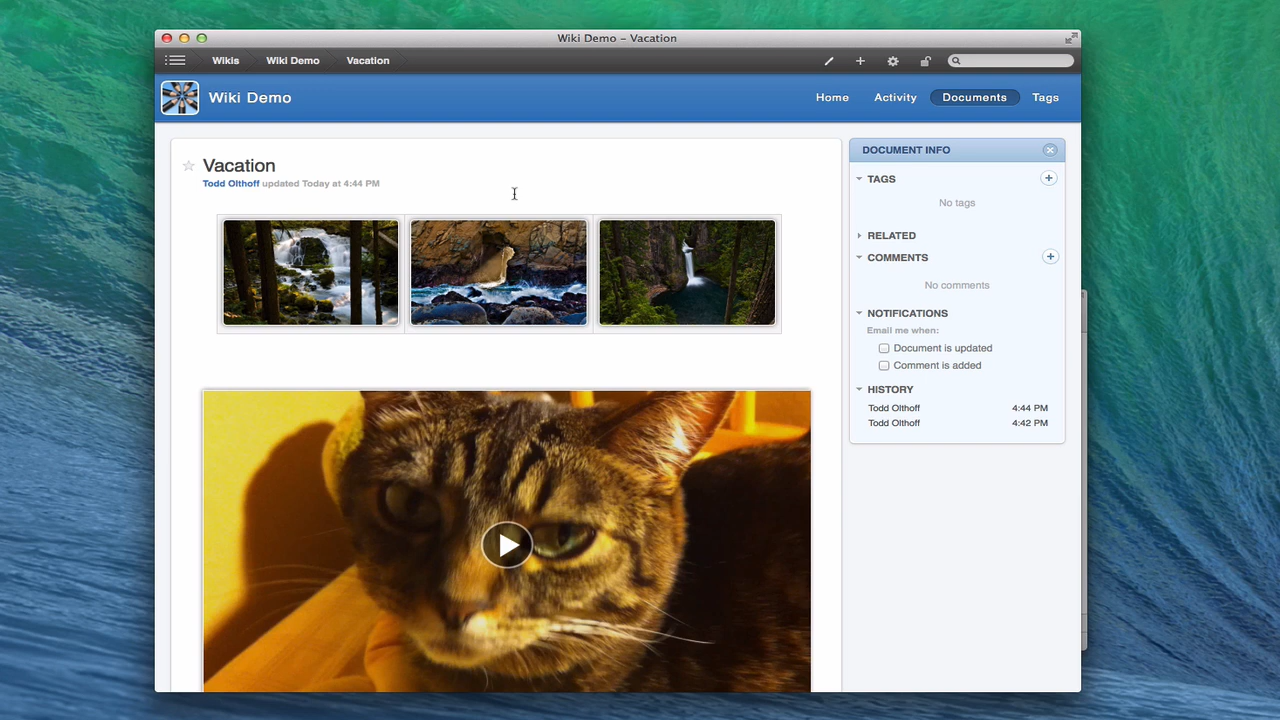 Wiki Demo – Vacation
Wikis Wiki Demo Vacation
Wiki Demo
Home Activity Documents Tags
Vacation
Todd Olthoff updated Today at 4:44 PM
DOCUMENT INFO
TAGS
No tags
RELATED
COMMENTS
No comments
NOTIFICATIONS
Email me when:
Document is updated
Comment is added
HISTORY
Todd Olthoff 4:44 PM
Todd Olthoff 4:42 PM